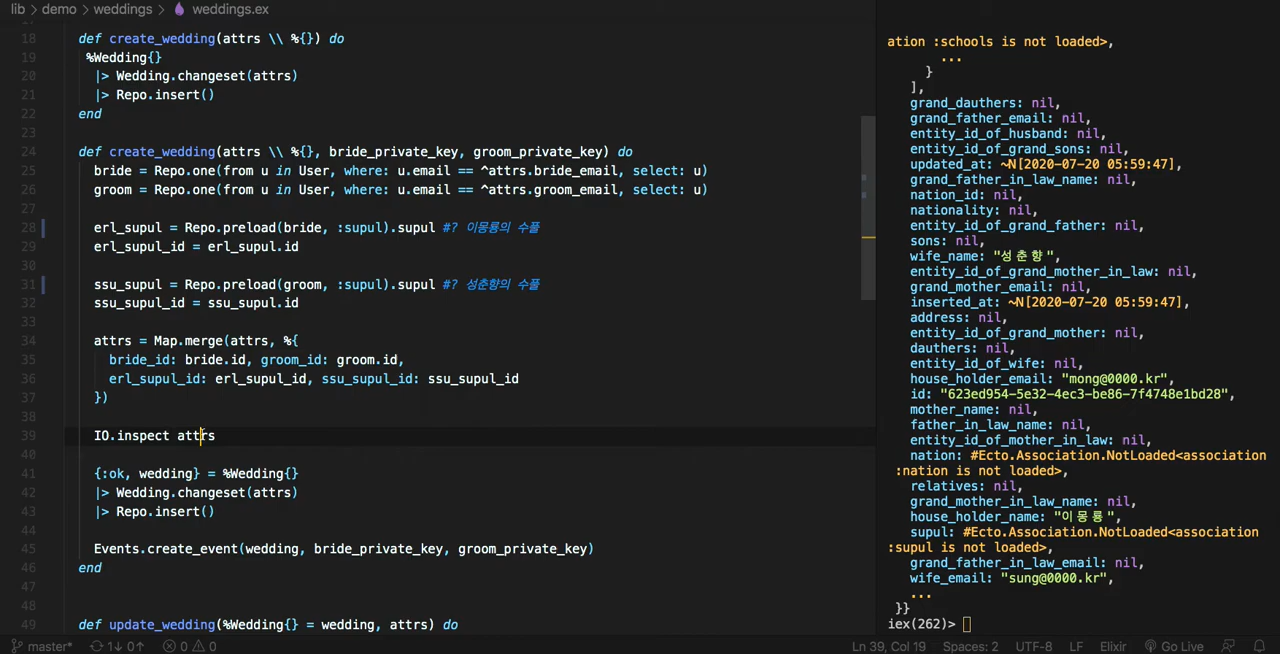 lib > demo > weddings > weddings.ex
18 def create_wedding(attrs \\ %{}) do
19 %Wedding{}
20 |> Wedding.changeset(attrs)
21 |> Repo.insert()
22 end
23
24 def create_wedding(attrs \\ %{}, bride_private_key, groom_private_key) do
25 bride = Repo.one(from u in User, where: u.email == ^attrs.bride_email, select: u)
26 groom = Repo.one(from u in User, where: u.email == ^attrs.groom_email, select: u)
27
28 erl_supul = Repo.preload(bride, :supul).supul #? 이몽룡의 수풀
29 erl_supul_id = erl_supul.id
30
31 ssu_supul = Repo.preload(groom, :supul).supul #? 성춘향의 수풀
32 ssu_supul_id = ssu_supul.id
33
34 attrs = Map.merge(attrs, %{
35 bride_id: bride.id, groom_id: groom.id,
36 erl_supul_id: erl_supul_id, ssu_supul_id: ssu_supul_id
37 })
38
39 IO.inspect attrs
40
41 {:ok, wedding} = %Wedding{}
42 |> Wedding.changeset(attrs)
43 |> Repo.insert()
44
45 Events.create_event(wedding, bride_private_key, groom_private_key)
46 end
47
48
49 def update_wedding(%Wedding{} = wedding, attrs) do
ation :schools is not loaded>,
...
}
],
grand_dauthers: nil,
grand_father_email: nil,
entity_id_of_husband: nil,
entity_id_of_grand_sons: nil,
updated_at: ~N[2020-07-20 05:59:47],
grand_father_in_law_name: nil,
nation_id: nil,
nationality: nil,
entity_id_of_grand_father: nil,
sons: nil,
wife_name: "성춘향",
entity_id_of_grand_mother_in_law: nil,
grand_mother_email: nil,
inserted_at: ~N[2020-07-20 05:59:47],
address: nil,
entity_id_of_grand_mother: nil,
dauthers: nil,
entity_id_of_wife: nil,
house_holder_email: "mong@0000.kr",
id: "623ed954-5e32-4ec3-be86-7f4748e1bd28",
mother_name: nil,
father_in_law_name: nil,
entity_id_of_mother_in_law: nil,
nation: #Ecto.Association.NotLoaded<association
:nation is not loaded>,
relatives: nil,
grand_mother_in_law_name: nil,
house_holder_name: "이몽룡",
supul: #Ecto.Association.NotLoaded<association
:supul is not loaded>,
grand_father_in_law_email: nil,
wife_email: "sung@0000.kr",
...
}}
iex(262)>
master* 1↓ 0↑ 0 0 Ln 39, Col 19 Spaces: 2 UTF-8 LF Elixir Go Live